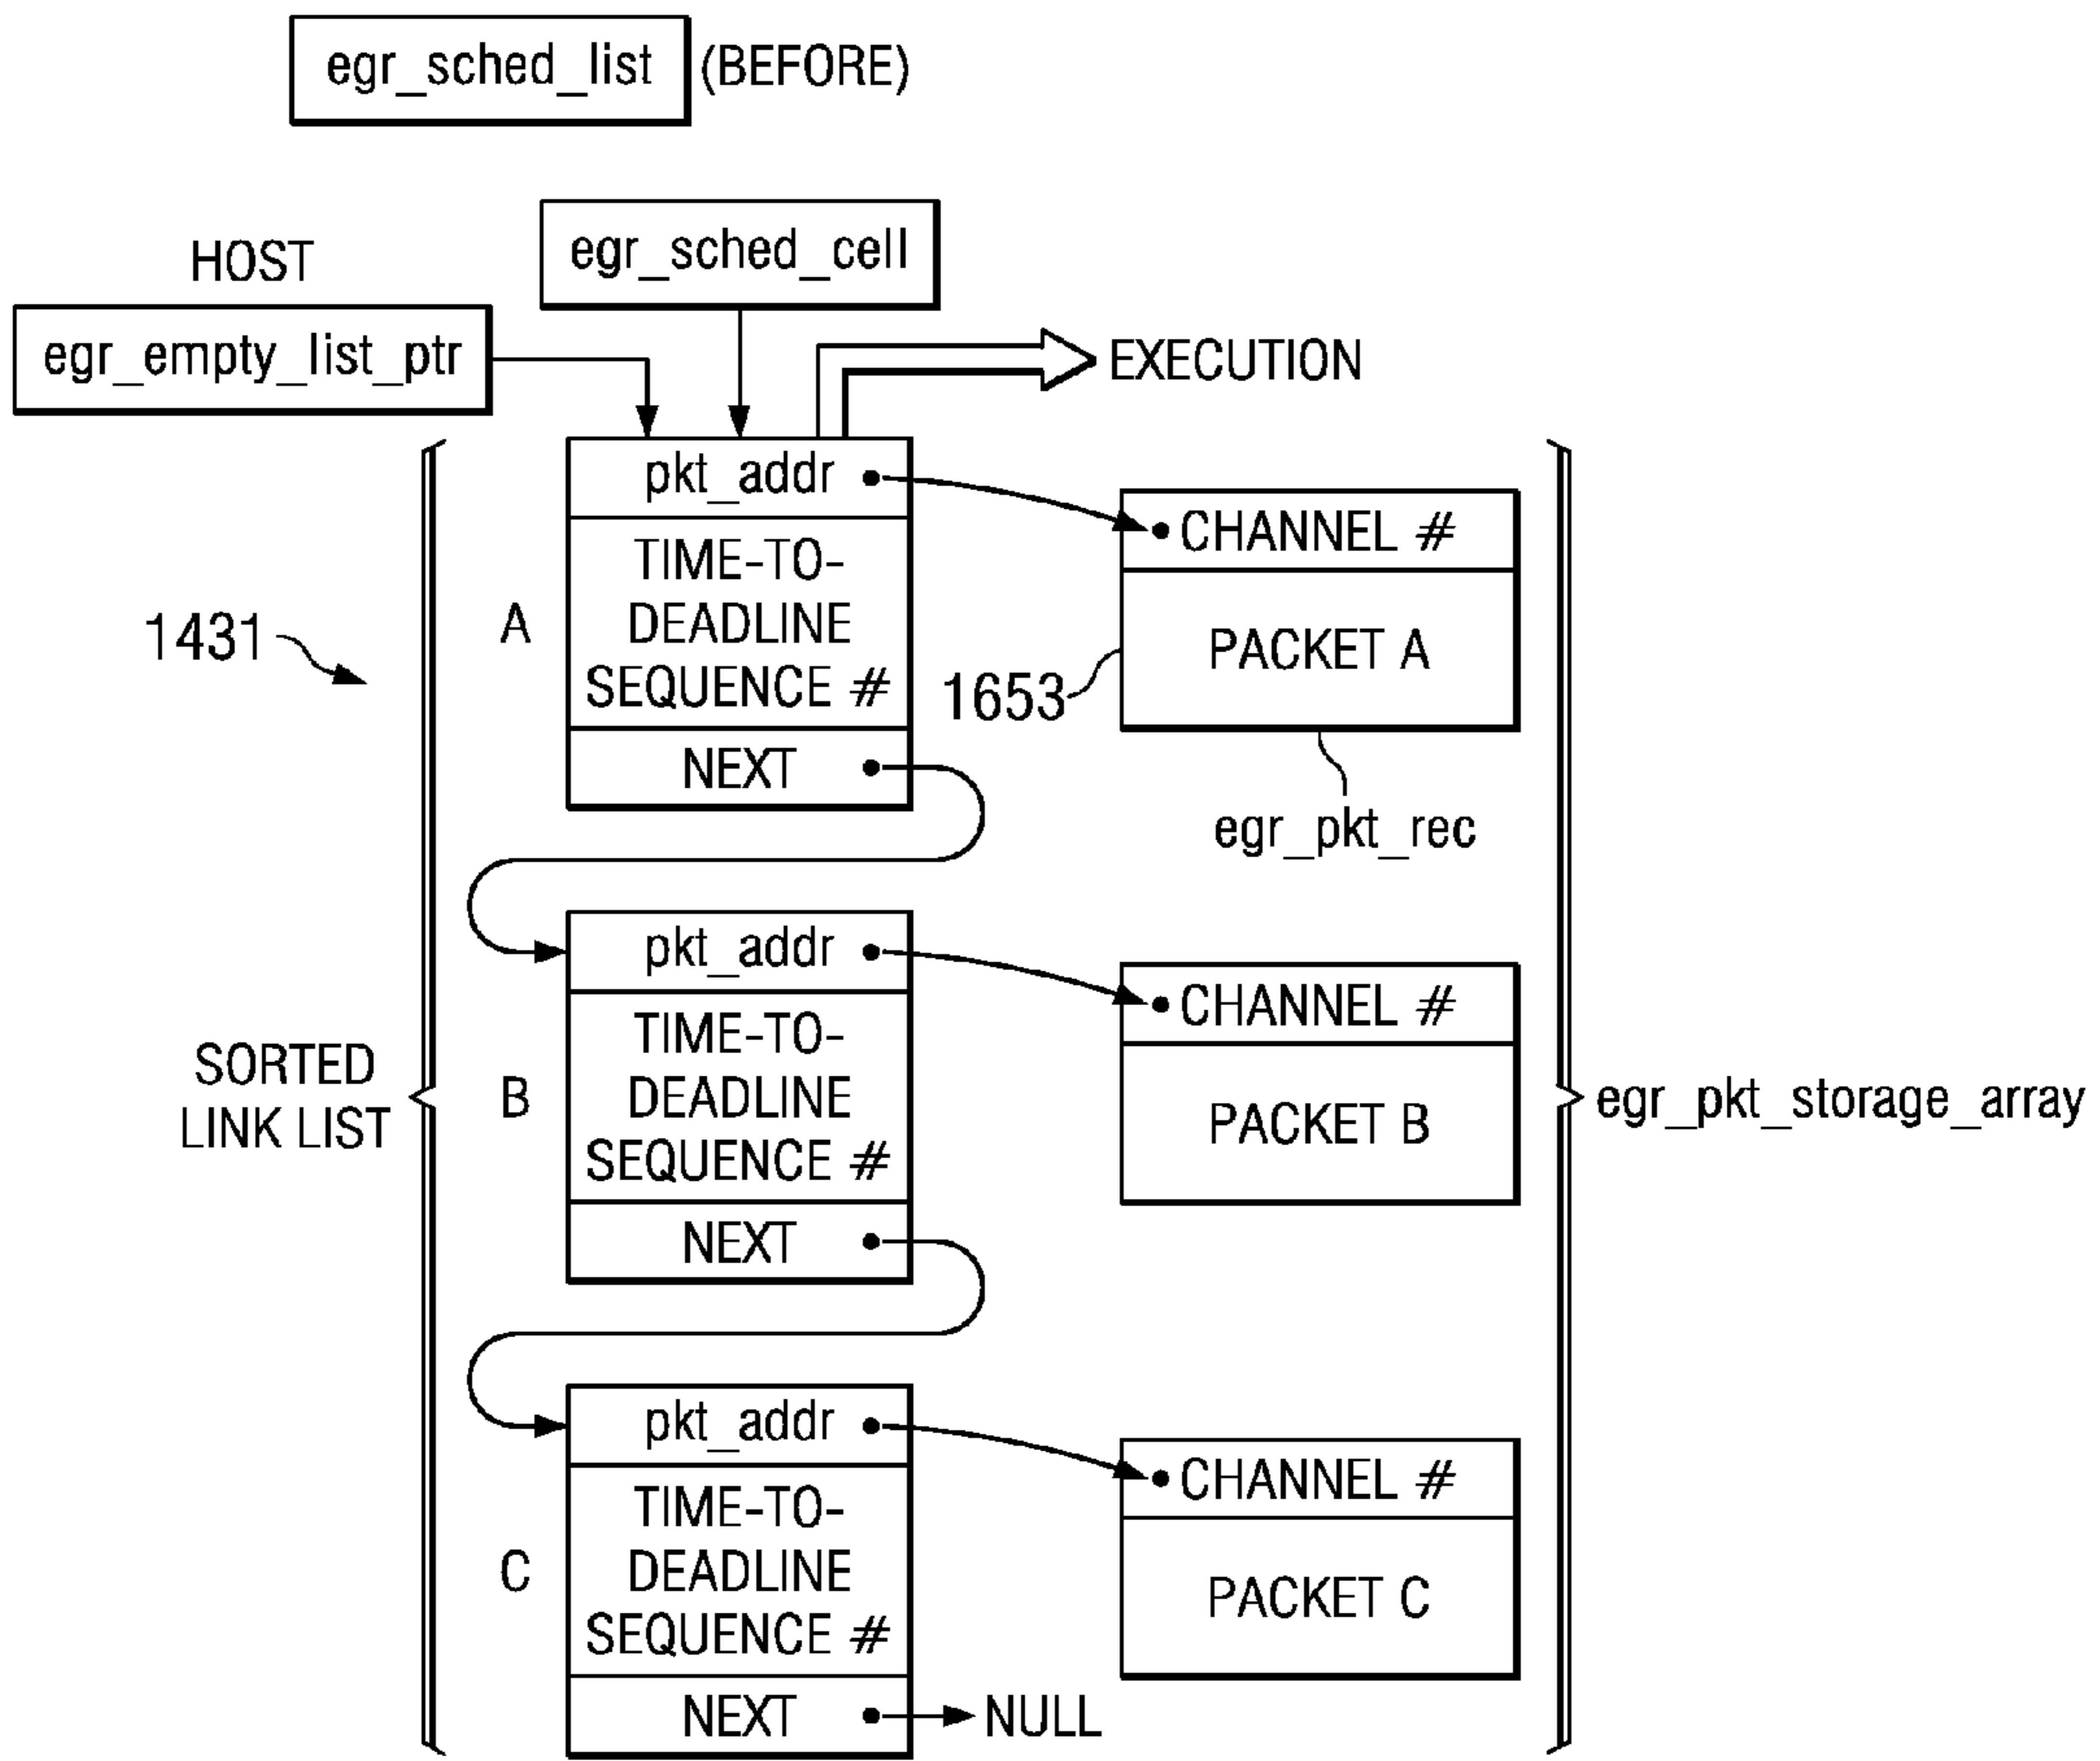 egr_sched_list (BEFORE)
egr_sched_cell
HOST
egr_empty_list_ptr
EXECUTION
pkt_addr
CHANNEL #
TIME-TO-
DEADLINE
SEQUENCE #
A
PACKET A
1431
1653
NEXT
egr_pkt_rec
pkt_addr
CHANNEL #
TIME-TO-
DEADLINE
SEQUENCE #
B
PACKET B
SORTED
LINK LIST
egr_pkt_storage_array
NEXT
pkt_addr
CHANNEL #
TIME-TO-
DEADLINE
SEQUENCE #
C
PACKET C
NEXT
NULL